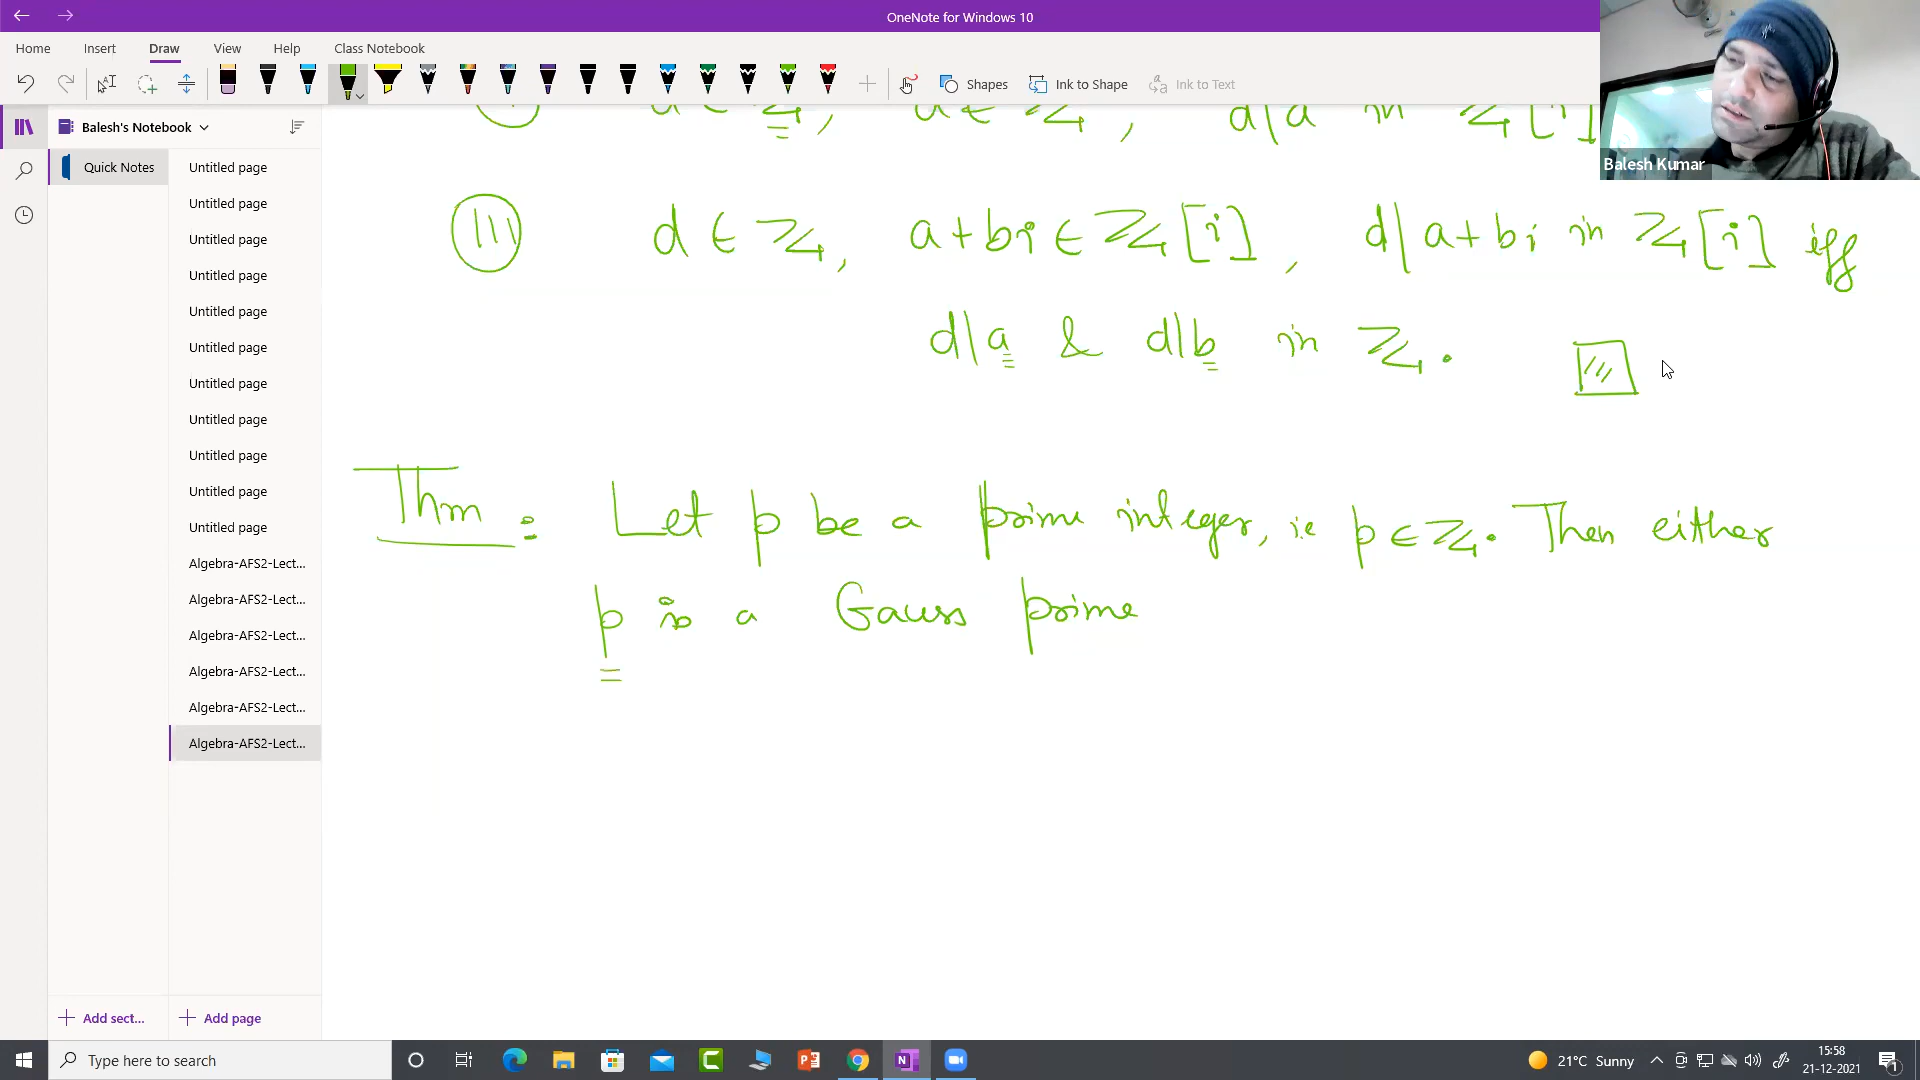 OneNote for Windows 10
Home Insert Draw View Help Class Notebook
Shapes Ink to Shape Ink to Text
Balesh Kumar
Balesh's Notebook
Quick Notes
Untitled page
Untitled page
Untitled page
Untitled page
Untitled page
Untitled page
Untitled page
Untitled page
Untitled page
Untitled page
Untitled page
Algebra-AFS2-Lect...
Algebra-AFS2-Lect...
Algebra-AFS2-Lect...
Algebra-AFS2-Lect...
Algebra-AFS2-Lect...
Algebra-AFS2-Lect...
Add sect... Add page
d|a in ℤ[i]
III d ∈ ℤ, a+bi ∈ ℤ[i], d|a+bi in ℤ[i] iff
d|a & d|b in ℤ.
Thm: Let p be a prime integer, i.e p ∈ ℤ. Then either
p is a Gauss prime
Type here to search
21°C Sunny
15:58
21-12-2021
1